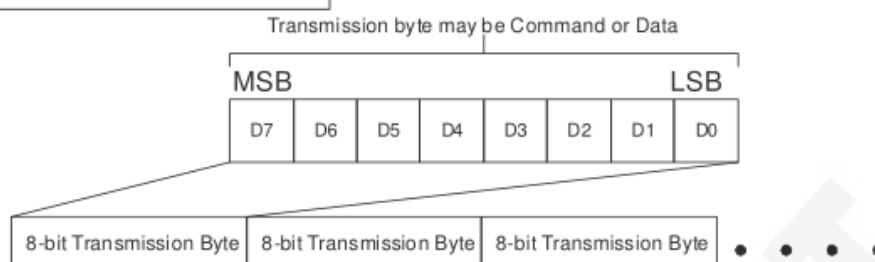 Transmission byte may be Command or Data
MSB LSB
D7 D6 D5 D4 D3 D2 D1 D0
8-bit Transmission Byte 8-bit Transmission Byte 8-bit Transmission Byte